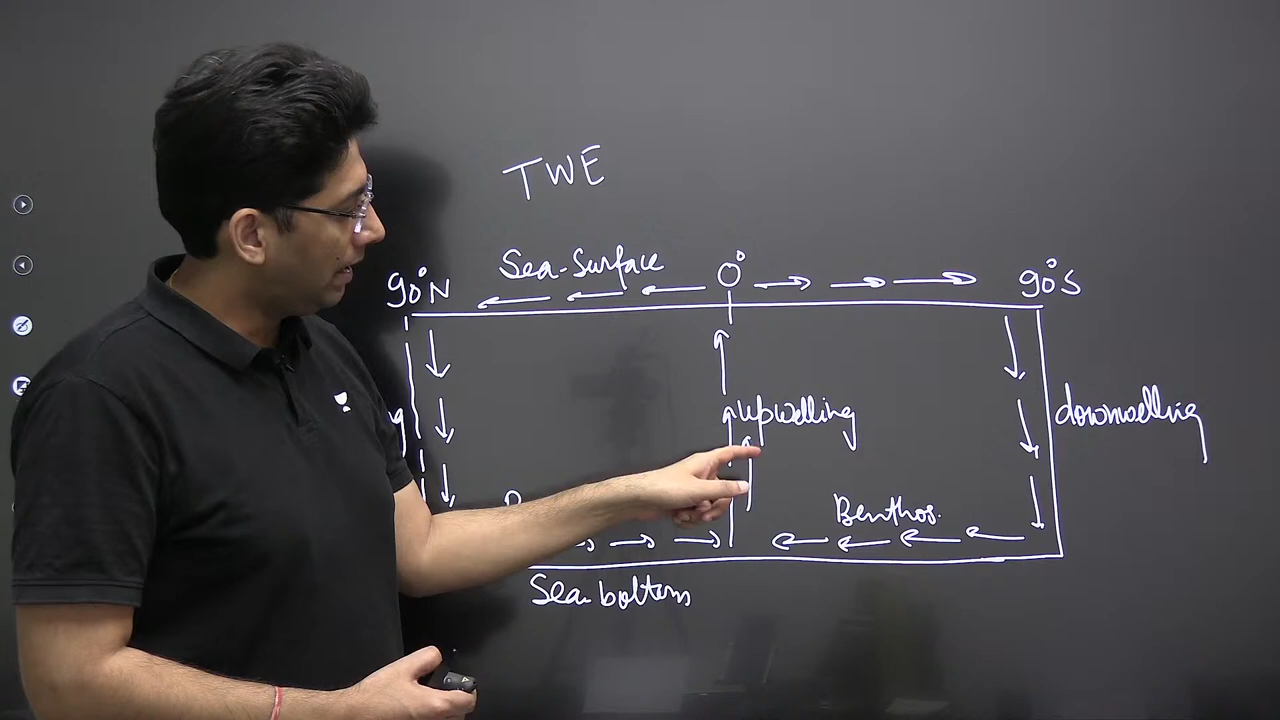 TWE
Sea-Surface
90°N 0° 90°S
upwelling
downwelling
Benthos.
Sea-bottom